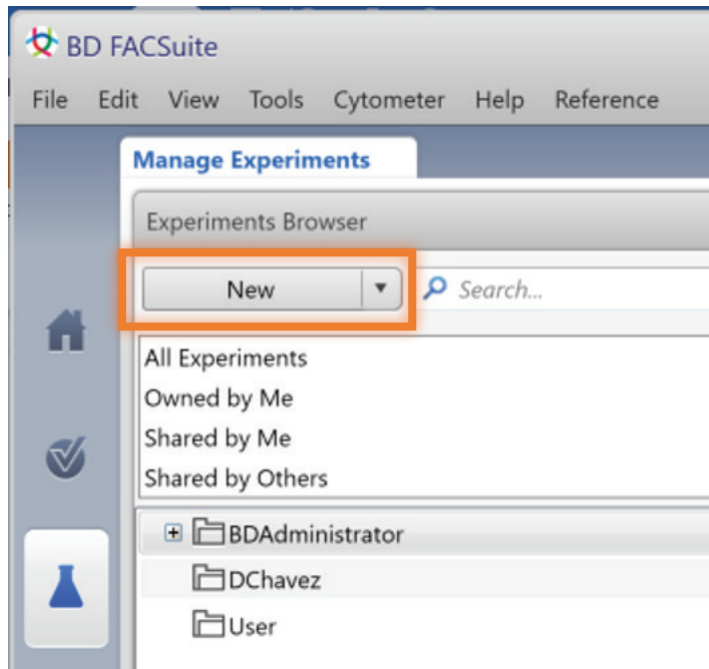 BD FACSuite
File Edit View Tools Cytometer Help Reference
Manage Experiments
Experiments Browser
New Search...
All Experiments
Owned by Me
Shared by Me
Shared by Others
BDAdministrator
DChavez
User